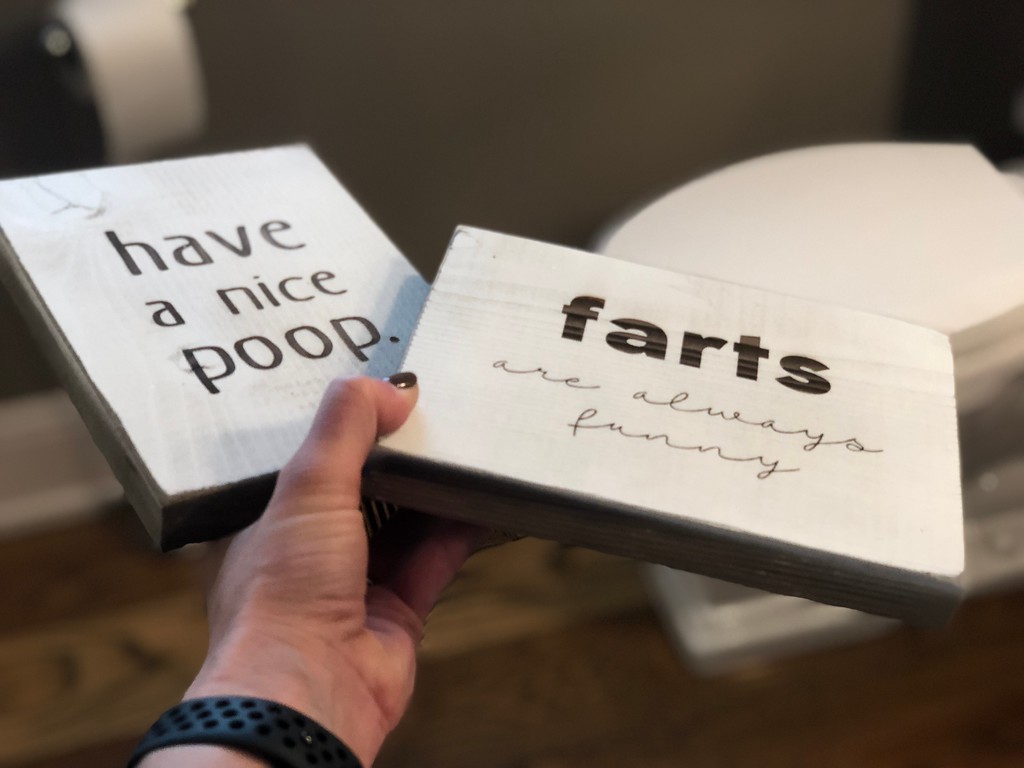 have
a nice
poop.
farts
are always
funny